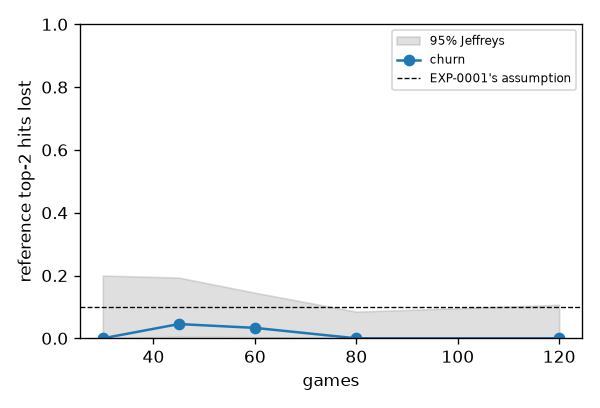 1.0
0.8
0.6
0.4
0.2
0.0
reference top-2 hits lost
95% Jeffreys
churn
EXP-0001's assumption
40 60 80 100 120
games